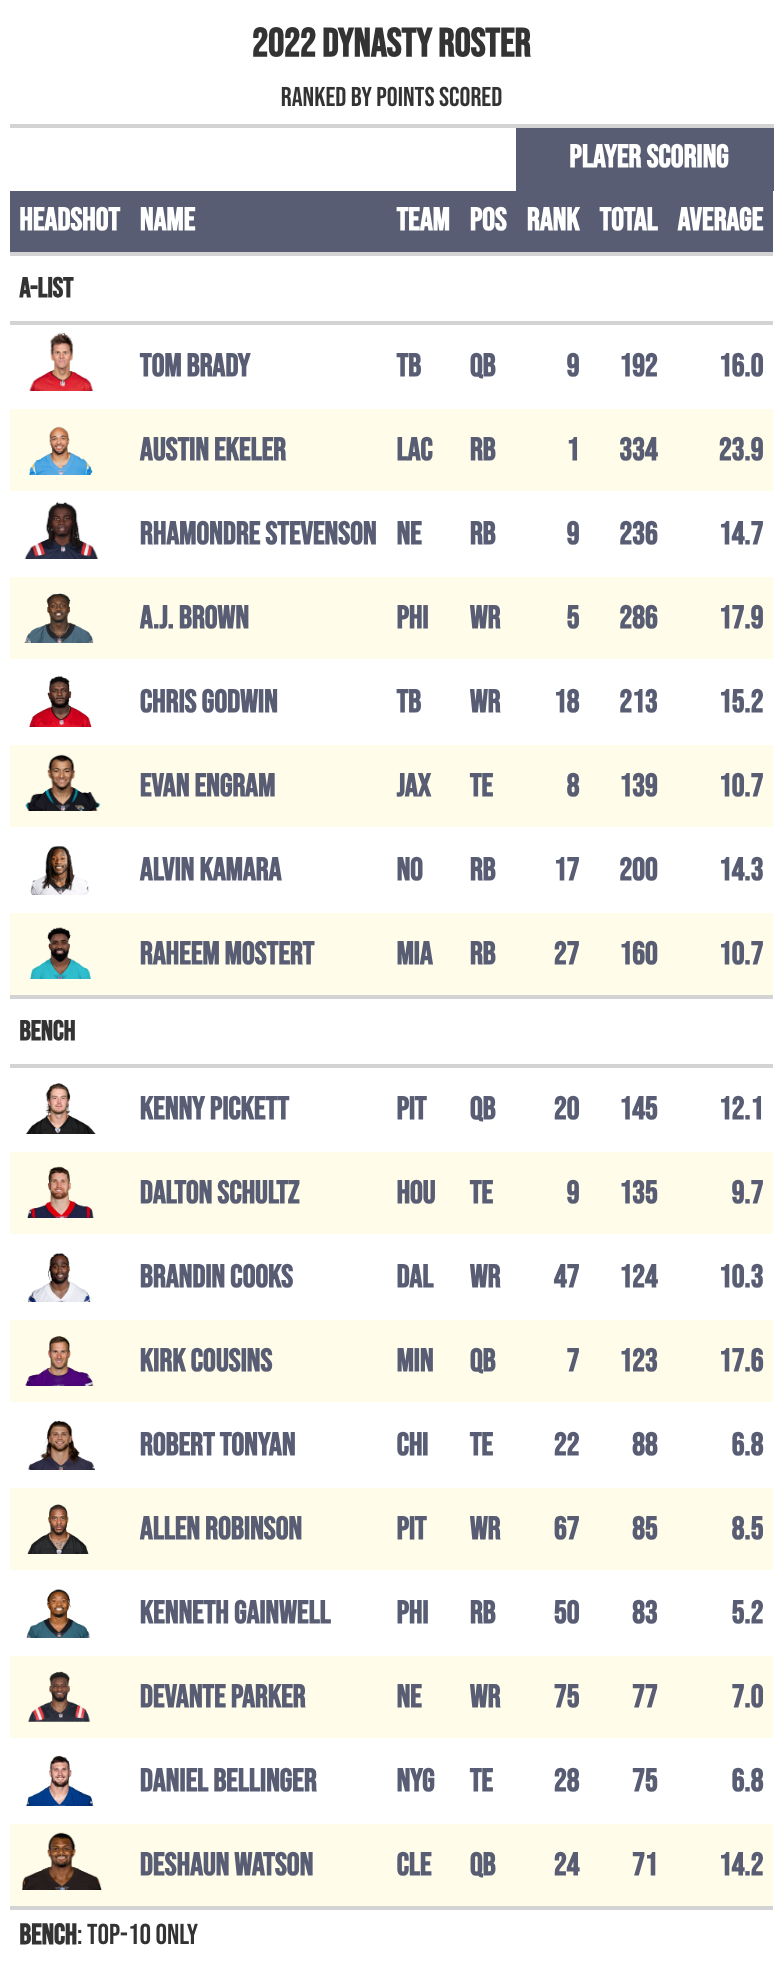 2022 DYNASTY ROSTER
RANKED BY POINTS SCORED
PLAYER SCORING
HEADSHOT NAME TEAM POS RANK TOTAL AVERAGE
A-LIST
TOM BRADY TB QB 9 192 16.0
AUSTIN EKELER LAC RB 1 334 23.9
RHAMONDRE STEVENSON NE RB 9 236 14.7
A.J. BROWN PHI WR 5 286 17.9
CHRIS GODWIN TB WR 18 213 15.2
EVAN ENGRAM JAX TE 8 139 10.7
ALVIN KAMARA NO RB 17 200 14.3
RAHEEM MOSTERT MIA RB 27 160 10.7
BENCH
KENNY PICKETT PIT QB 20 145 12.1
DALTON SCHULTZ HOU TE 9 135 9.7
BRANDIN COOKS DAL WR 47 124 10.3
KIRK COUSINS MIN QB 7 123 17.6
ROBERT TONYAN CHI TE 22 88 6.8
ALLEN ROBINSON PIT WR 67 85 8.5
KENNETH GAINWELL PHI RB 50 83 5.2
DEVANTE PARKER NE WR 75 77 7.0
DANIEL BELLINGER NYG TE 28 75 6.8
DESHAUN WATSON CLE QB 24 71 14.2
BENCH: TOP-10 ONLY